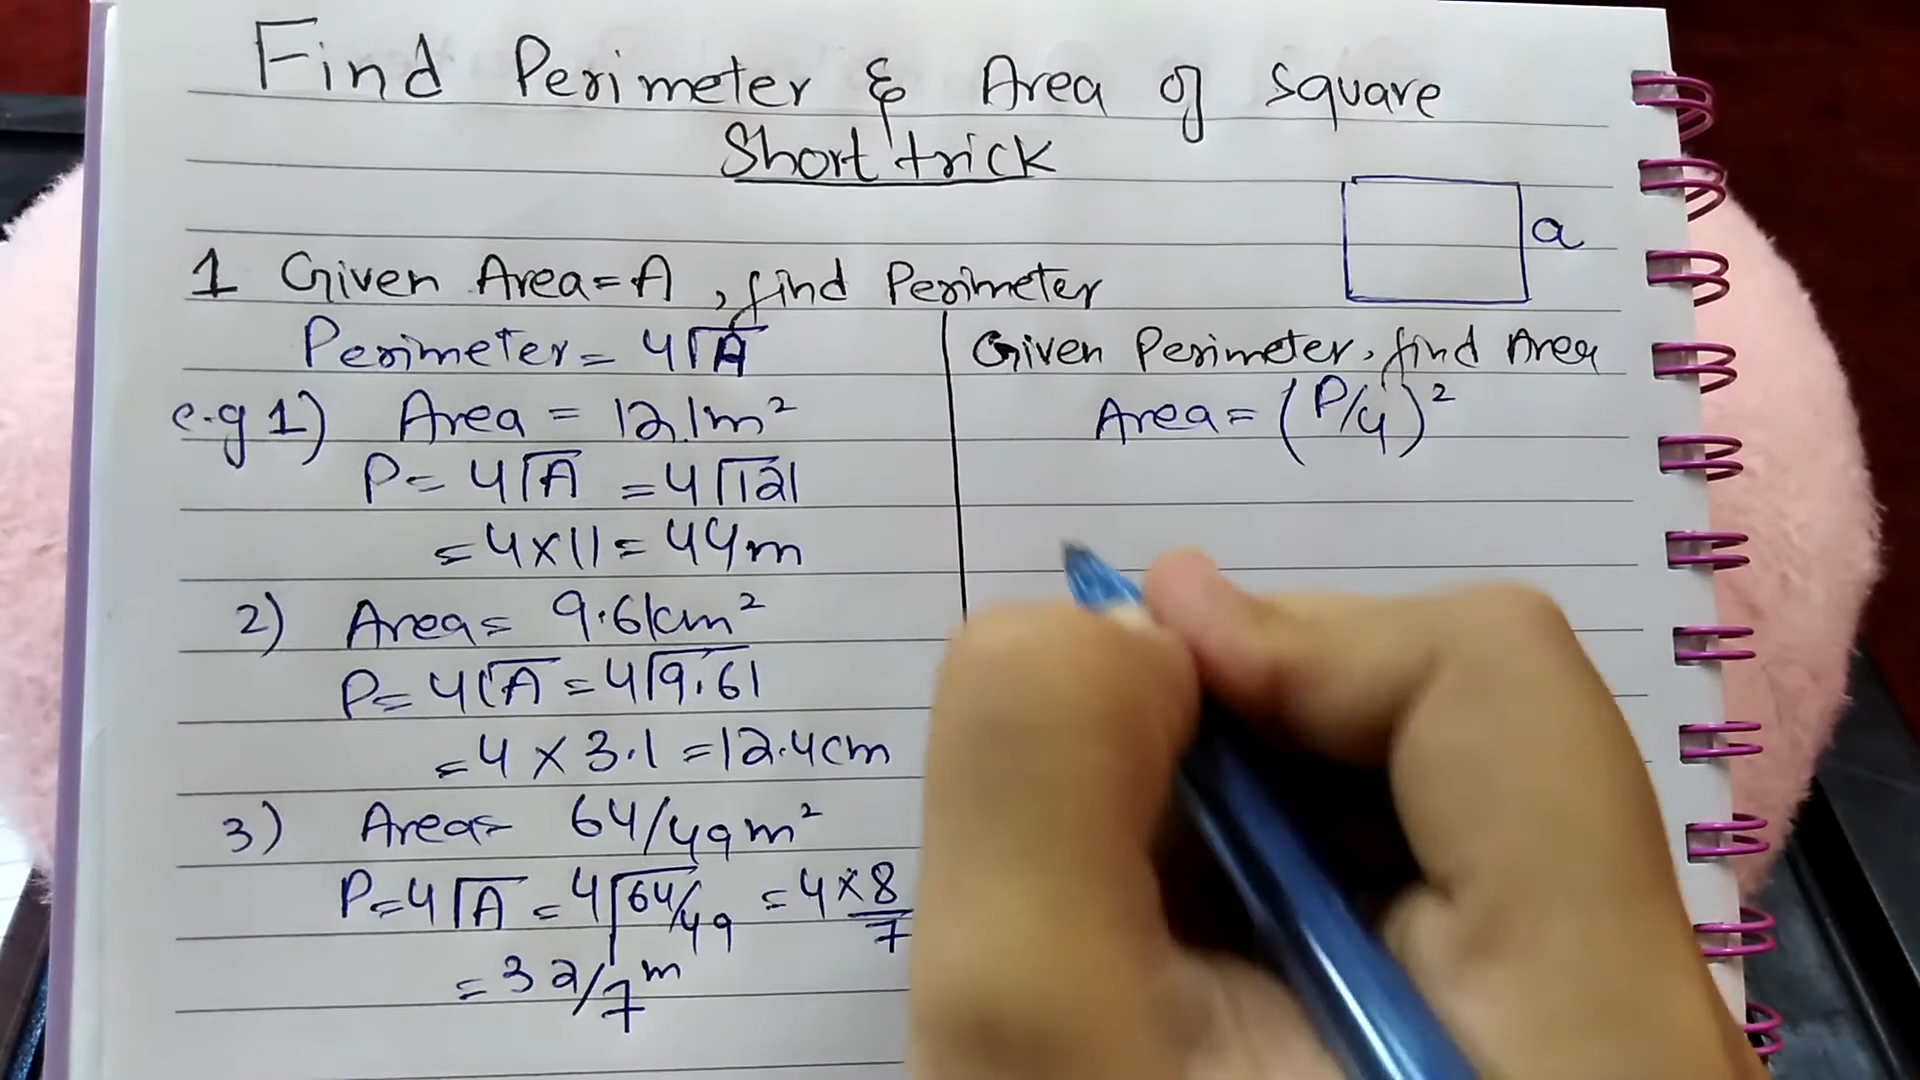 Find Perimeter & Area of square
Short trick
a
1 Given Area = A , find Perimeter
Perimeter = 4√A
e.g 1) Area = 121m²
P = 4√A = 4√121
= 4 × 11 = 44m
2) Area = 9.61cm²
P = 4√A = 4√9.61
= 4 × 3.1 = 12.4cm
3) Area = 64/49 m²
P = 4√A = 4√64/49 = 4 × 8/7
= 32/7 m
Given Perimeter, find Area
Area = (P/4)²